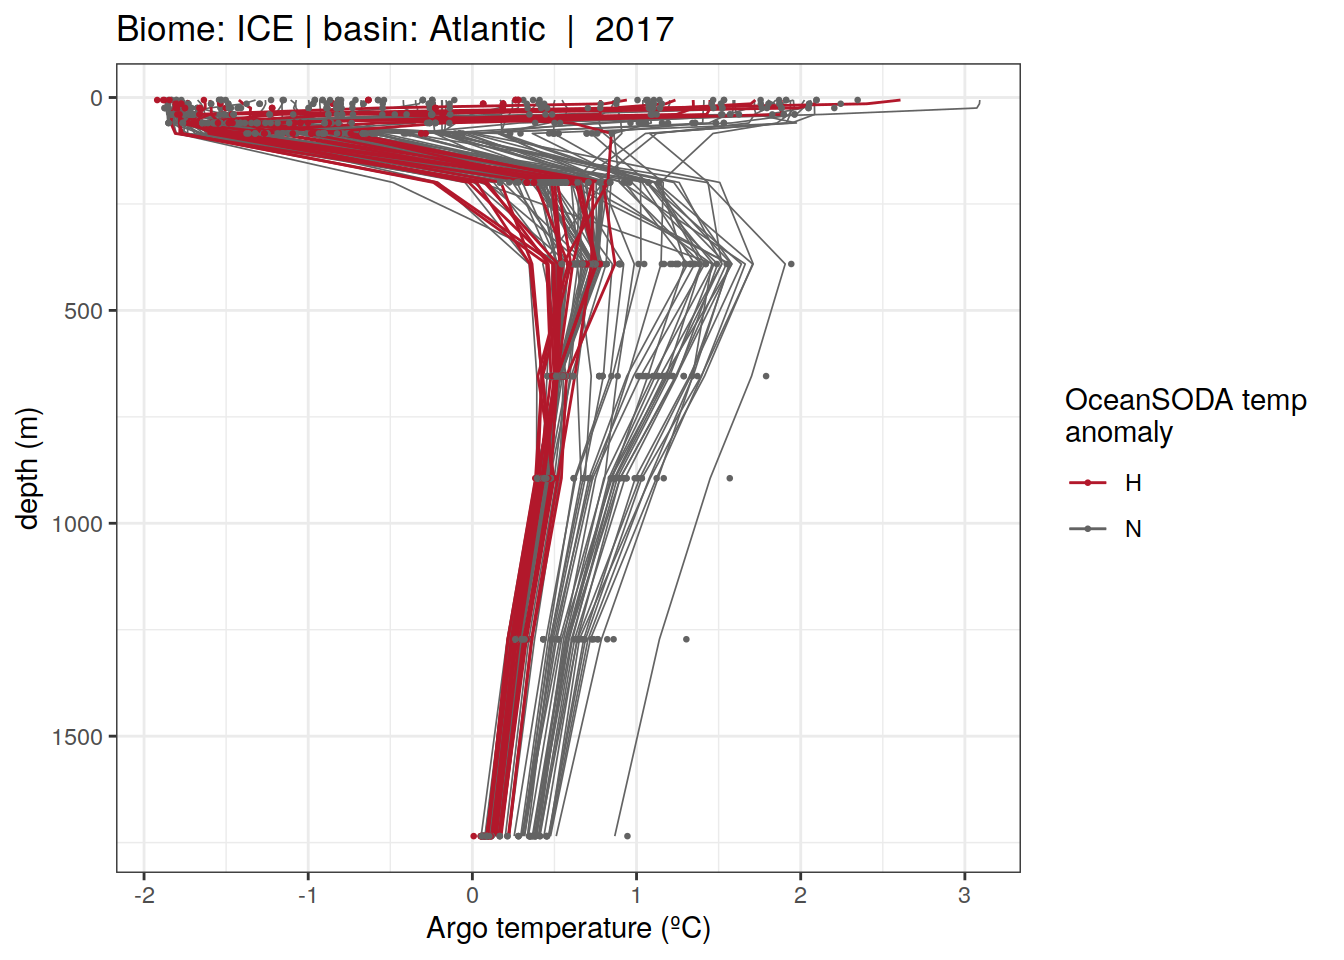 Biome: ICE | basin: Atlantic | 2017
0
500
1000
1500
depth (m)
-2
-1
0
1
2
3
Argo temperature (ºC)
OceanSODA temp
anomaly
H
N